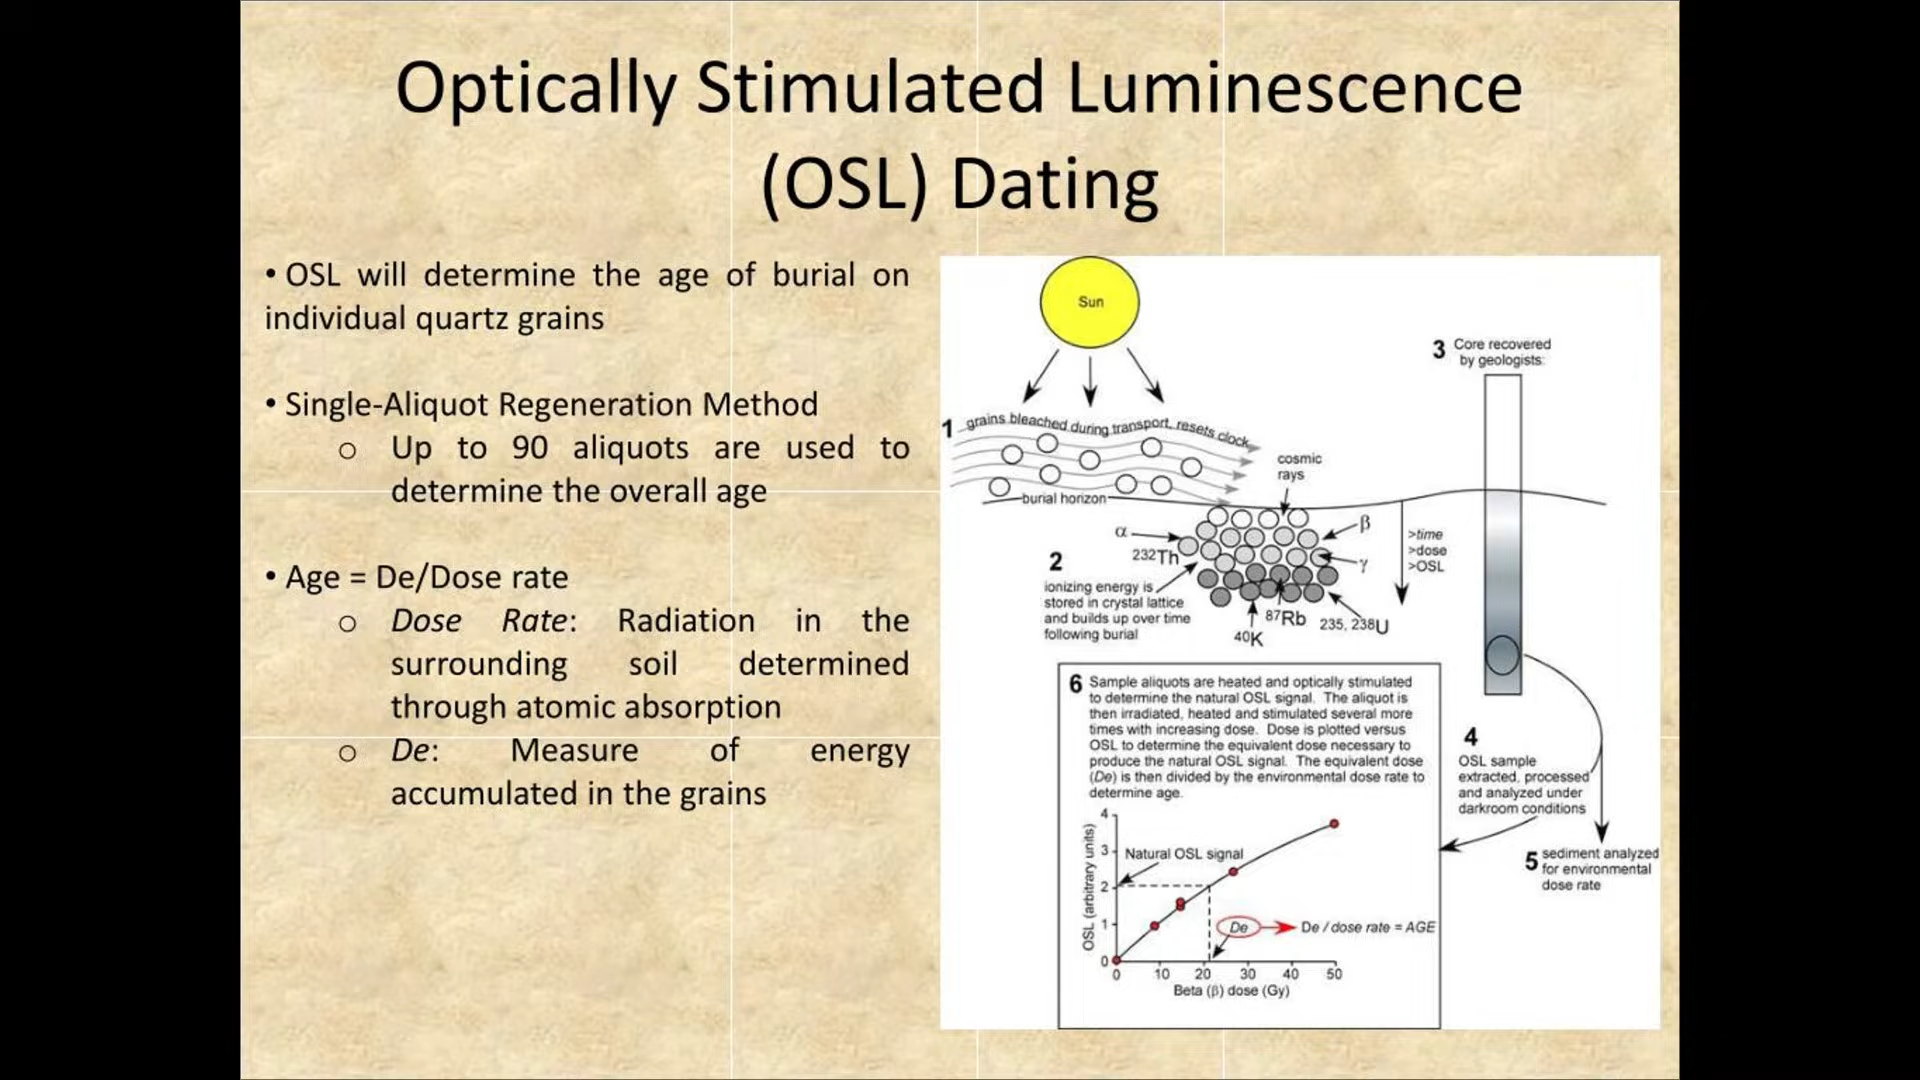 Optically Stimulated Luminescence
(OSL) Dating
• OSL will determine the age of burial on
individual quartz grains
• Single-Aliquot Regeneration Method
o Up to 90 aliquots are used to
determine the overall age
• Age = De/Dose rate
o Dose Rate: Radiation in the
surrounding soil determined
through atomic absorption
o De: Measure of energy
accumulated in the grains
Sun
1 grains bleached during transport, resets clock
burial horizon
cosmic
rays
α
β
γ
232Th
87Rb
40K
235, 238U
>time
>dose
>OSL
2
ionizing energy is
stored in crystal lattice
and builds up over time
following burial
3 Core recovered
by geologists:
4
OSL sample
extracted, processed
and analyzed under
darkroom conditions
5 sediment analyzed
for environmental
dose rate
6 Sample aliquots are heated and optically stimulated
to determine the natural OSL signal. The aliquot is
then irradiated, heated and stimulated several more
times with increasing dose. Dose is plotted versus
OSL to determine the equivalent dose necessary to
produce the natural OSL signal. The equivalent dose
(De) is then divided by the environmental dose rate to
determine age.
OSL (arbitrary units)
4
3
2
1
0
Natural OSL signal
De
De / dose rate = AGE
0 10 20 30 40 50
Beta (β) dose (Gy)